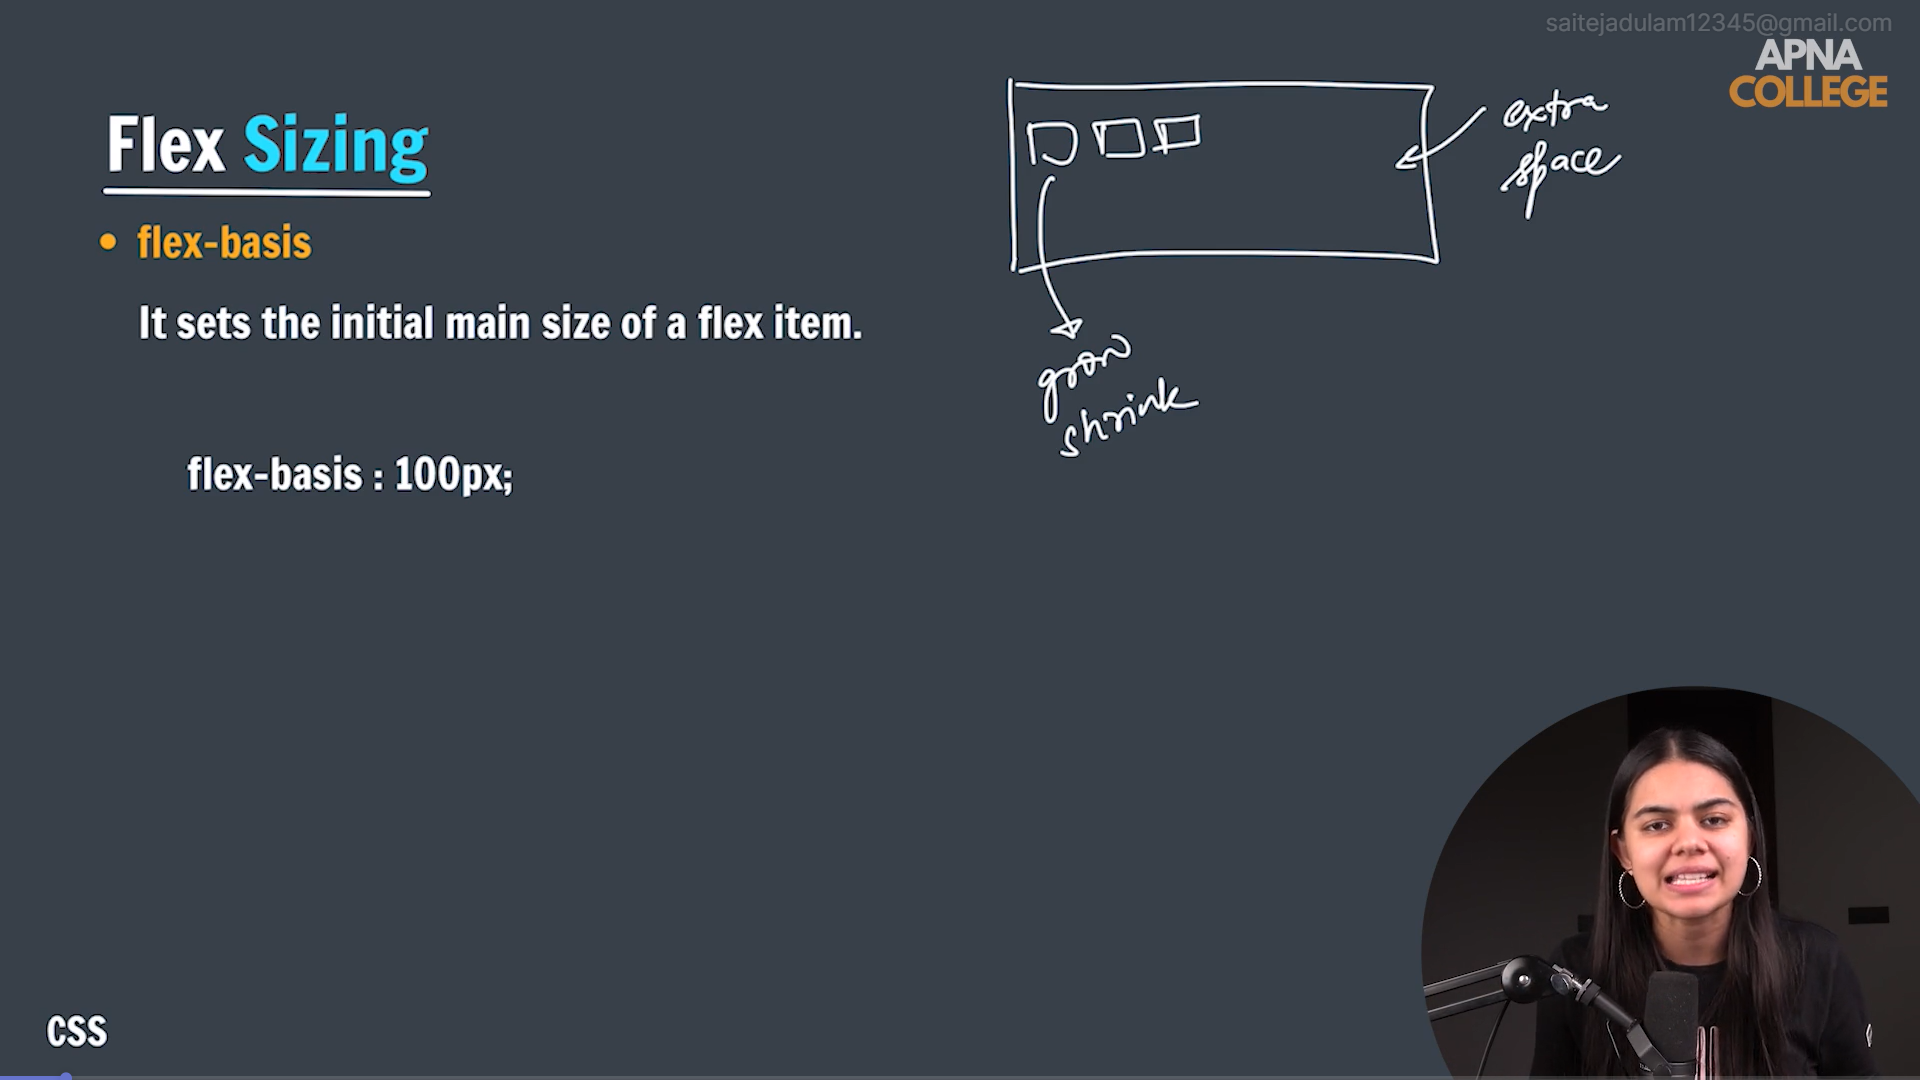 saitejadulam12345@gmail.com
APNA
COLLEGE
Flex Sizing
• flex-basis
It sets the initial main size of a flex item.
flex-basis : 100px;
extra
space
grow
shrink
CSS